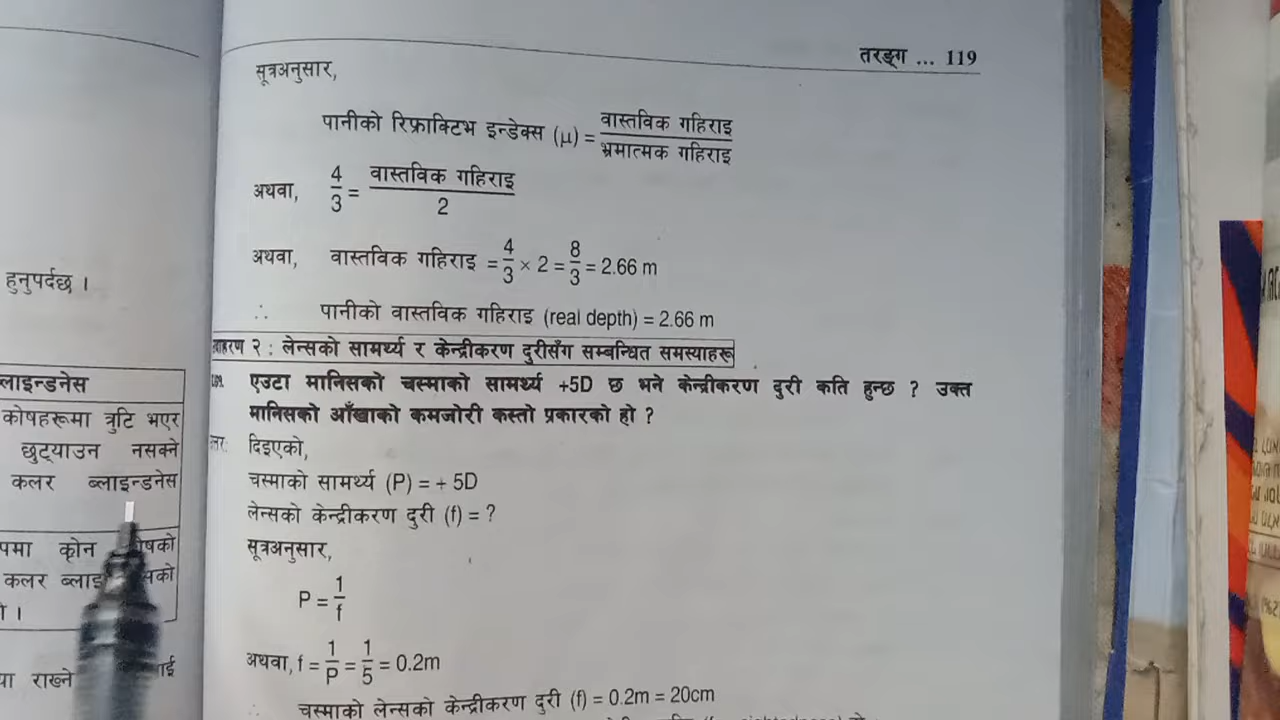 हुनुपर्दछ ।
लाइन्डनेस
कोषहरूमा त्रुटि भएर
छुट्याउन नसक्ने
कलर ब्लाइन्डनेस
कलर
राख्ने
तरङ्ग ... 119
सूत्रअनुसार,
पानीको रिफ्राक्टिभ इन्डेक्स (μ) = वास्तविक गहिराइ / भ्रमात्मक गहिराइ
अथवा, 4/3 = वास्तविक गहिराइ / 2
अथवा, वास्तविक गहिराइ = 4/3 × 2 = 8/3 = 2.66 m
∴ पानीको वास्तविक गहिराइ (real depth) = 2.66 m
२ : लेन्सको सामर्थ्य र केन्द्रीकरण दुरीसँग सम्बन्धित समस्याहरू
एउटा मानिसको चस्माको सामर्थ्य +5D छ भने केन्द्रीकरण दुरी कति हुन्छ ? उक्त
मानिसको आँखाको कमजोरी कस्तो प्रकारको हो ?
दिइएको,
चस्माको सामर्थ्य (P) = + 5D
लेन्सको केन्द्रीकरण दुरी (f) = ?
सूत्रअनुसार,
P = 1/f
अथवा, f = 1/P = 1/5 = 0.2m
∴ चस्माको लेन्सको केन्द्रीकरण दुरी (f) = 0.2m = 20cm